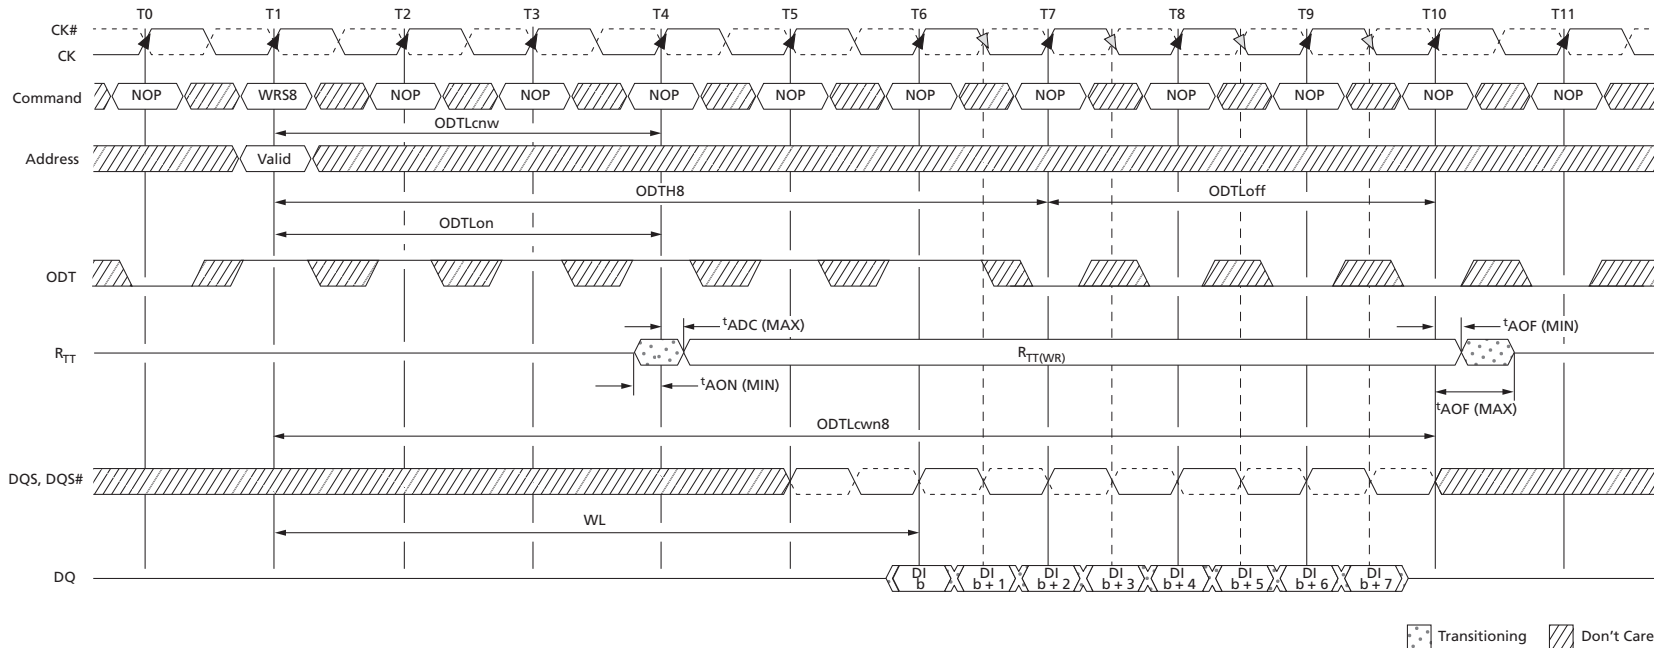 T0 T1 T2 T3 T4 T5 T6 T7 T8 T9 T10 T11
CK#
CK
Command NOP WRS8 NOP NOP NOP NOP NOP NOP NOP NOP NOP NOP
ODTLcnw
Address Valid
ODTH8 ODTLoff
ODTLon
ODT
tADC (MAX) tAOF (MIN)
RTT RTT(WR)
tAON (MIN)
tAOF (MAX)
ODTLcwn8
DQS, DQS#
WL
DQ DI b DI b + 1 DI b + 2 DI b + 3 DI b + 4 DI b + 5 DI b + 6 DI b + 7
Transitioning Don't Care